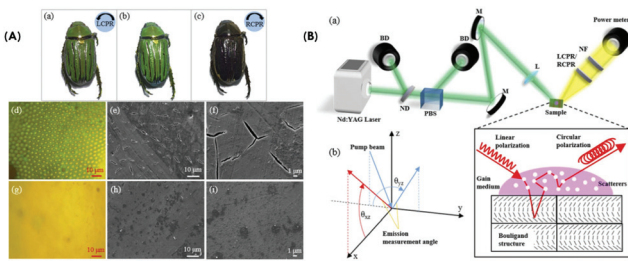 (A)
(a)
LCPR
(b)
(c)
RCPR
(d)
10 μm
(e)
10 μm
(f)
1 μm
(g)
10 μm
(h)
10 μm
(i)
1 μm
(B)
(a)
Nd:YAG Laser
BD
ND
PBS
BD
M
M
L
LCPR/
RCPR
NF
Power meter
Sample
(b)
Pump beam
z
y
x
θyz
θxz
Emission
measurement angle
Linear
polarization
Circular
polarization
Gain
medium
Scatterers
Bouligand
structure